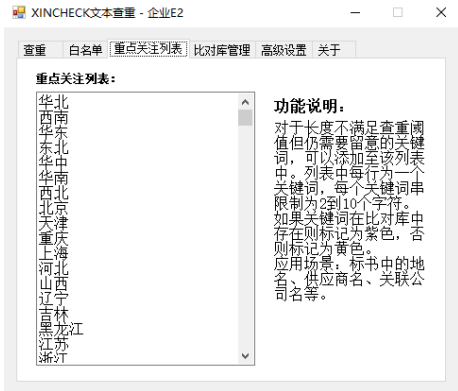 XINCHECK文本查重 - 企业E2
查重 白名单 重点关注列表 比对库管理 高级设置 关于
重点关注列表：
华北
西南
华东
东北
华中
华南
西北
北京
天津
重庆
上海
河北
山西
辽宁
吉林
黑龙江
江苏
浙江
功能说明：
对于长度不满足查重阈
值但仍需要留意的关键
词，可以添加至该列表
中。列表中每行为一个
关键词，每个关键词串
限制为2到10个字符。
如果关键词在比对库中
存在则标记为紫色，否
则标记为黄色。
应用场景：标书中的地
名、供应商名、关联公
司名等。